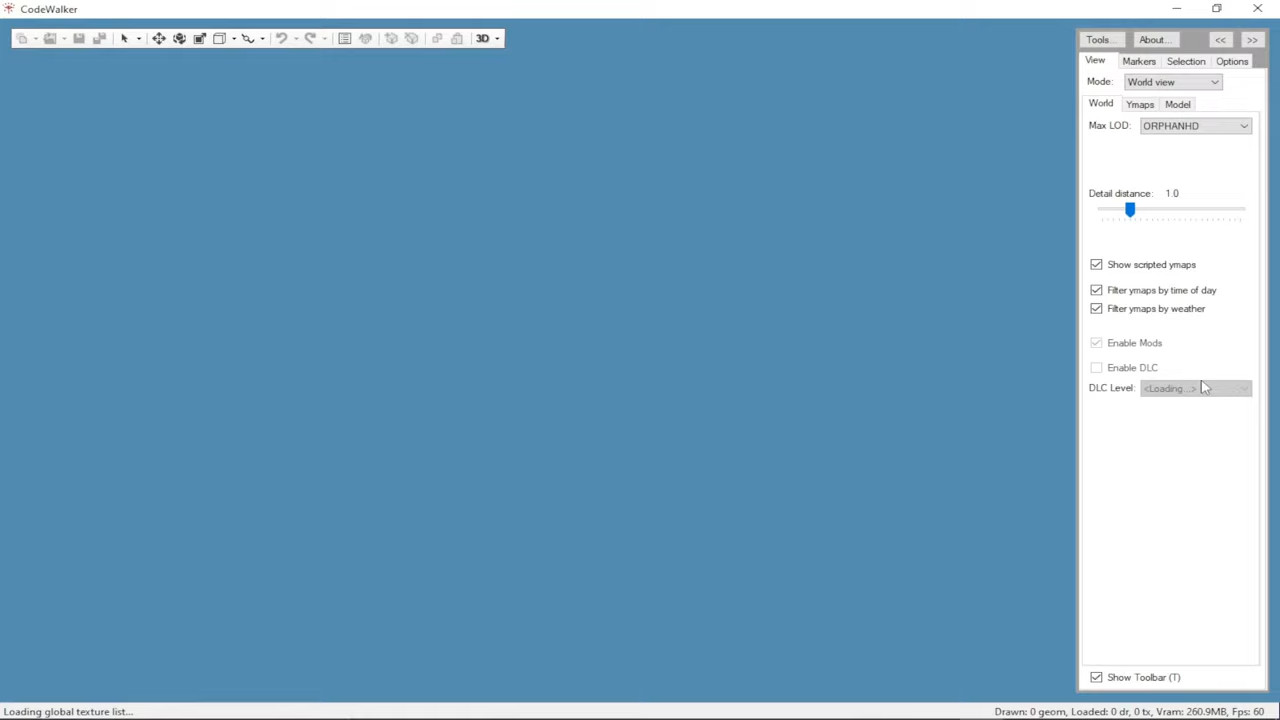 CodeWalker
3D
Tools... About... << >>
View Markers Selection Options
Mode: World view
World Ymaps Model
Max LOD: ORPHANHD
Detail distance: 1.0
Show scripted ymaps
Filter ymaps by time of day
Filter ymaps by weather
Enable Mods
Enable DLC
DLC Level: <Loading...>
Show Toolbar (T)
Loading global texture list... Drawn: 0 geom, Loaded: 0 dr, 0 tx, Vram: 260.9MB, Fps: 60